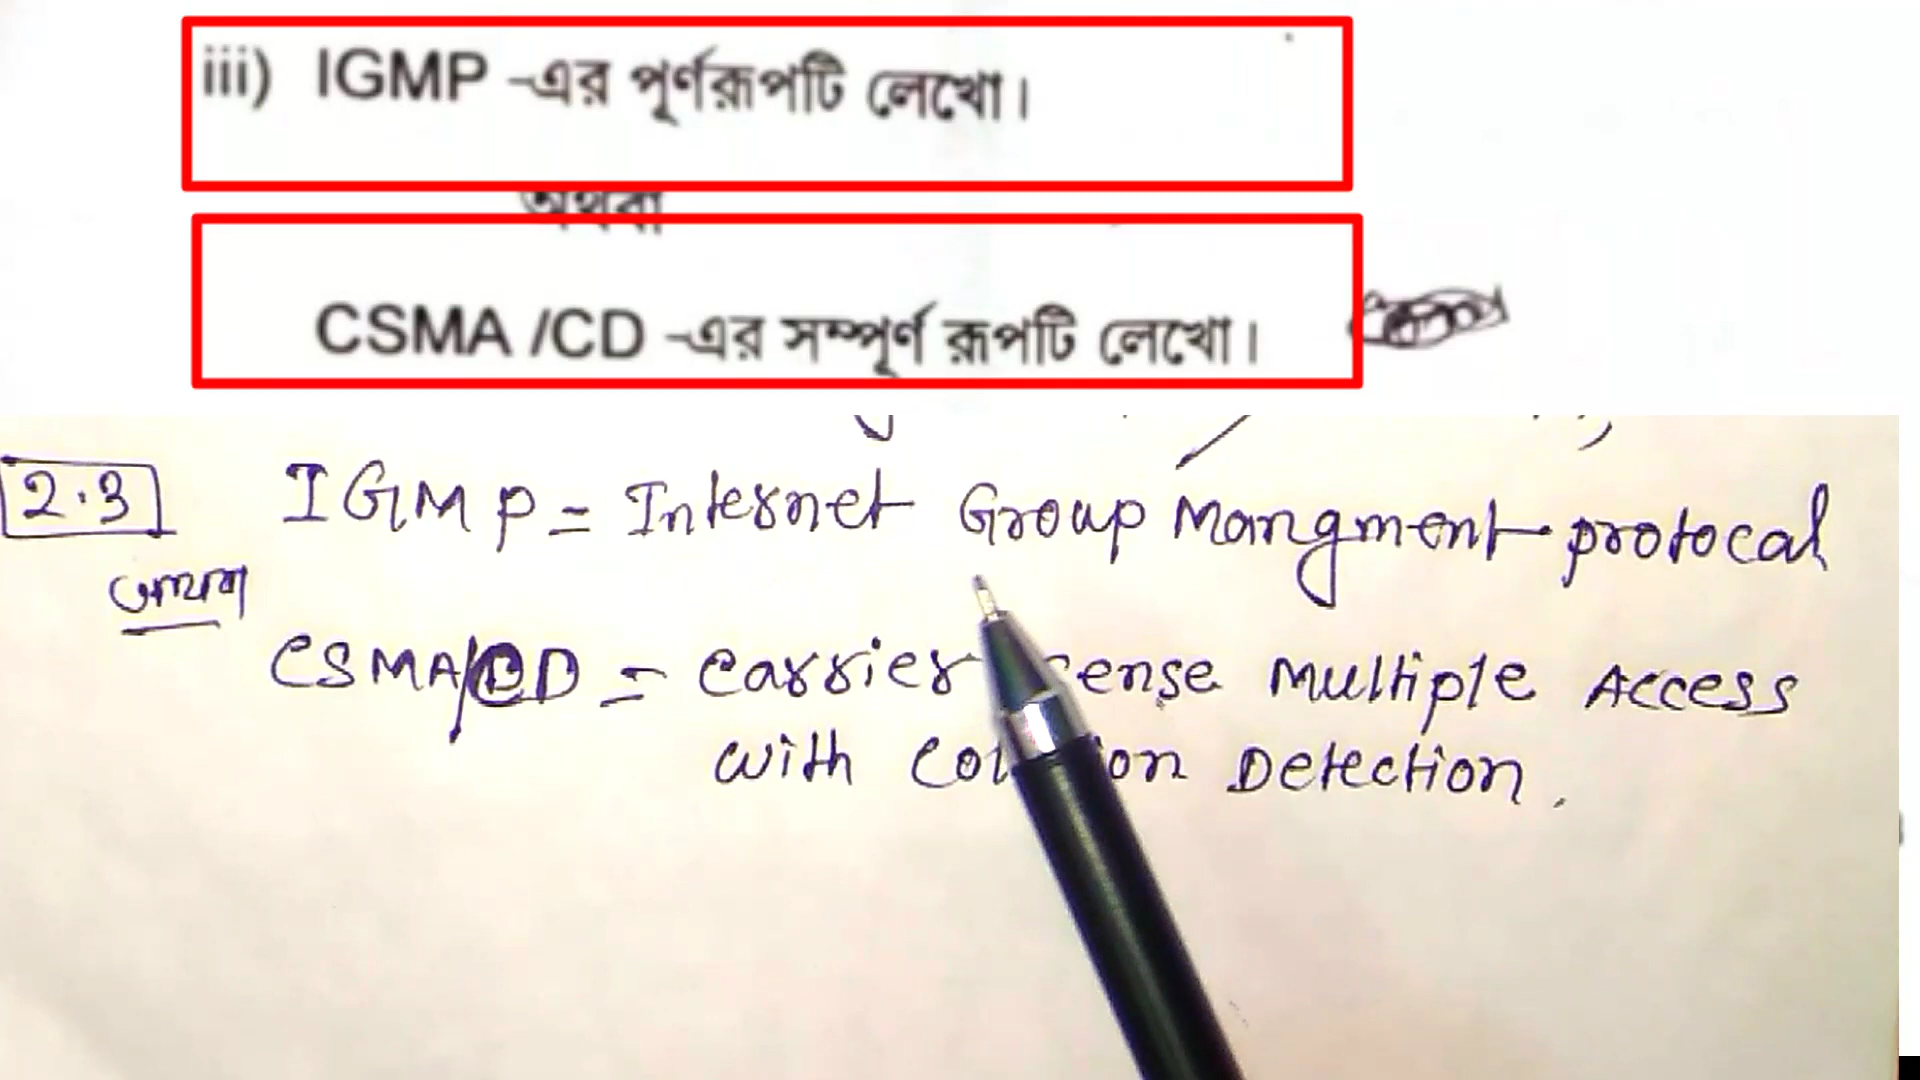 iii) IGMP -এর পূর্ণরূপটি লেখো।
অথবা
CSMA /CD -এর সম্পূর্ণ রূপটি লেখো।
2.3 IGMP = Internet Group Mangment protocal
অথবা
CSMA/CD = Carrier Sense Multiple Access
with Detection.